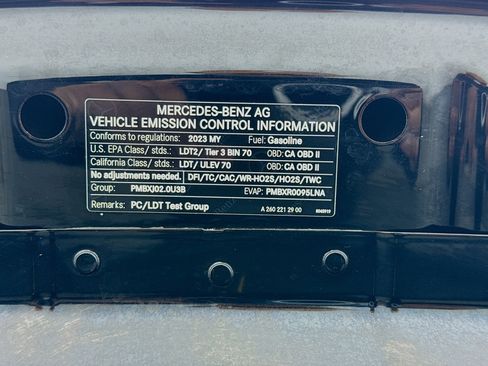 MERCEDES-BENZ AG
VEHICLE EMISSION CONTROL INFORMATION
Conforms to regulations: 2023 MY Fuel: Gasoline
U.S. EPA Class/ stds.: LDT2/ Tier 3 BIN 70 OBD: CA OBD II
California Class/ stds.: LDT/ ULEV 70 OBD: CA OBD II
No adjustments needed. DFI/TC/CAC/WR-HO2S/HO2S/TWC
Group: PMBXJ02.0U3B EVAP: PMBXR0095LNA
Remarks: PC/LDT Test Group A 260 221 29 00